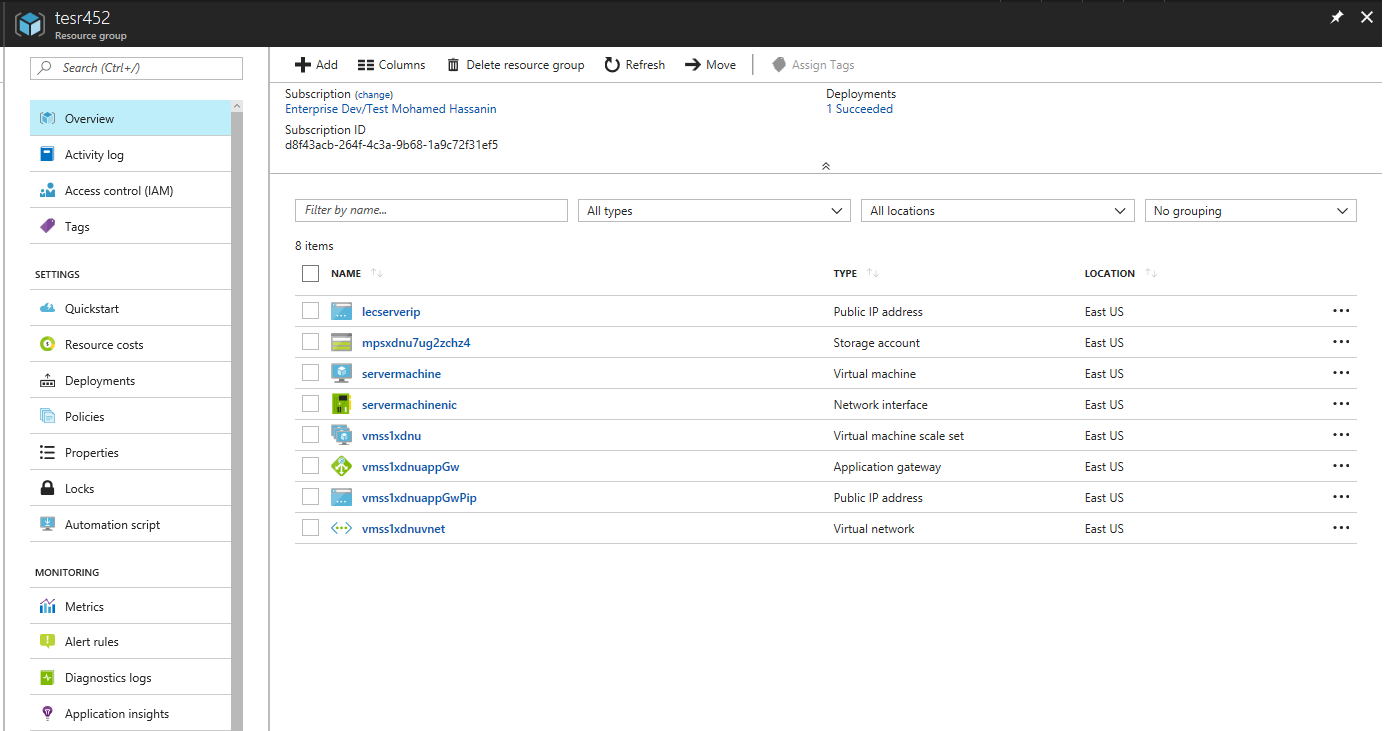 tesr452
Resource group
Search (Ctrl+/)
Overview
Activity log
Access control (IAM)
Tags
SETTINGS
Quickstart
Resource costs
Deployments
Policies
Properties
Locks
Automation script
MONITORING
Metrics
Alert rules
Diagnostics logs
Application insights
Add Columns Delete resource group Refresh Move Assign Tags
Subscription (change) Deployments
Enterprise Dev/Test Mohamed Hassanin 1 Succeeded
Subscription ID
d8f43acb-264f-4c3a-9b68-1a9c72f31ef5
Filter by name... All types All locations No grouping
8 items
NAME TYPE LOCATION
lecserverip Public IP address East US
mpsxdnu7ug2zchz4 Storage account East US
servermachine Virtual machine East US
servermachinenic Network interface East US
vmss1xdnu Virtual machine scale set East US
vmss1xdnuappGw Application gateway East US
vmss1xdnuappGwPip Public IP address East US
vmss1xdnuvnet Virtual network East US